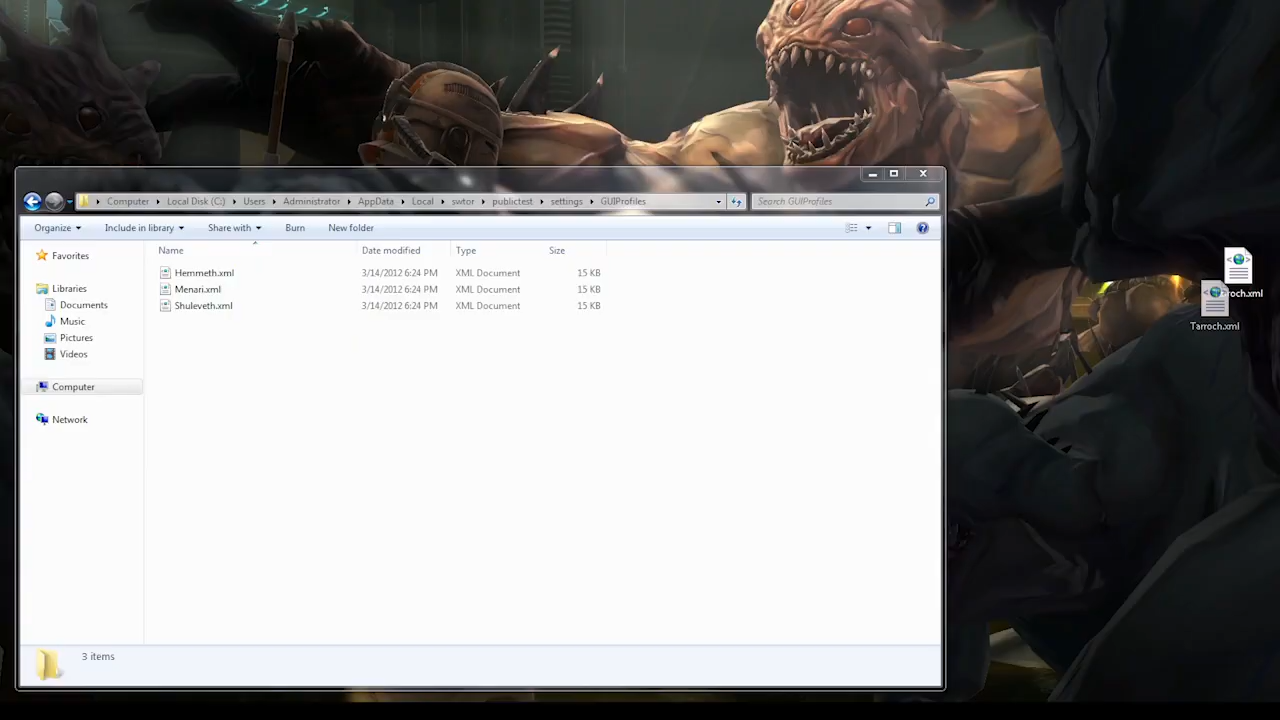 Computer Local Disk (C:) Users Administrator AppData Local swtor publictest settings GUIProfiles Search GUIProfiles
Organize Include in library Share with Burn New folder
Name Date modified Type Size
Favorites
Libraries
Documents
Music
Pictures
Videos
Computer
Network
Hemmeth.xml 3/14/2012 6:24 PM XML Document 15 KB
Menari.xml 3/14/2012 6:24 PM XML Document 15 KB
Shuleveth.xml 3/14/2012 6:24 PM XML Document 15 KB
3 items
roch.xml
Tarroch.xml